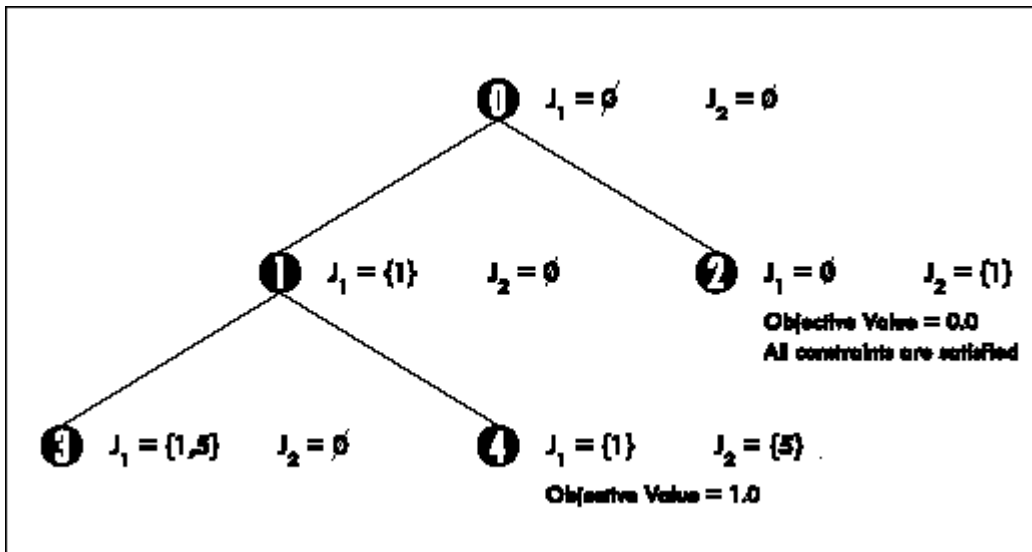 0 J₁ = ∅ J₂ = ∅
1 J₁ = {1} J₂ = ∅
2 J₁ = ∅ J₂ = {1}
Objective Value = 0.0
All constraints are satisfied
3 J₁ = {1,5} J₂ = ∅
4 J₁ = {1} J₂ = {5}
Objective Value = 1.0